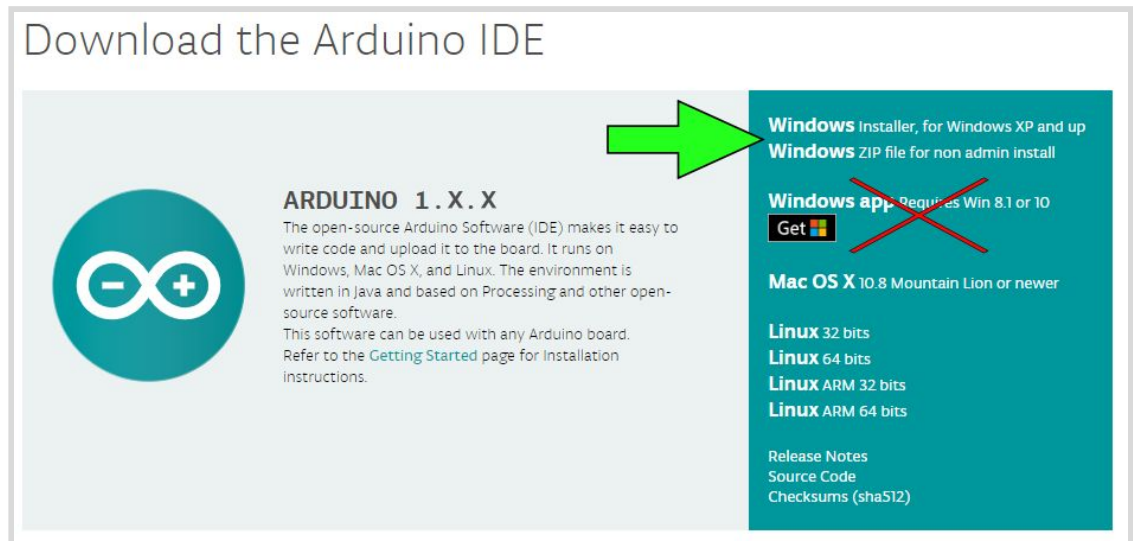 Download the Arduino IDE
ARDUINO 1.X.X
The open-source Arduino Software (IDE) makes it easy to
write code and upload it to the board. It runs on
Windows, Mac OS X, and Linux. The environment is
written in Java and based on Processing and other open-
source software.
This software can be used with any Arduino board.
Refer to the Getting Started page for Installation
instructions.
Windows Installer, for Windows XP and up
Windows ZIP file for non admin install
Windows app Requires Win 8.1 or 10
Get
Mac OS X 10.8 Mountain Lion or newer
Linux 32 bits
Linux 64 bits
Linux ARM 32 bits
Linux ARM 64 bits
Release Notes
Source Code
Checksums (sha512)